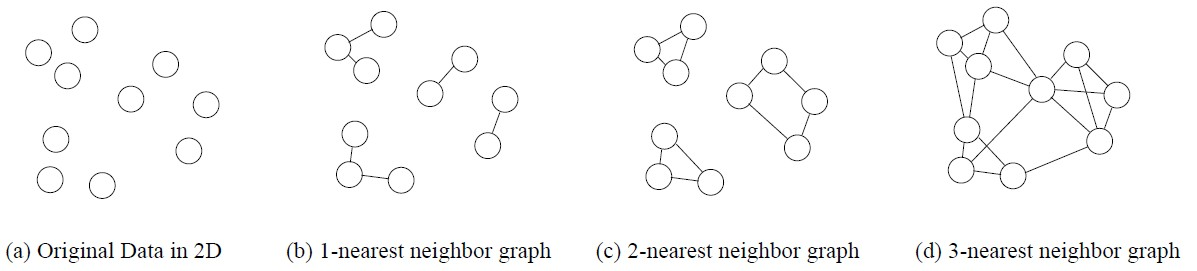 (a) Original Data in 2D
(b) 1-nearest neighbor graph
(c) 2-nearest neighbor graph
(d) 3-nearest neighbor graph